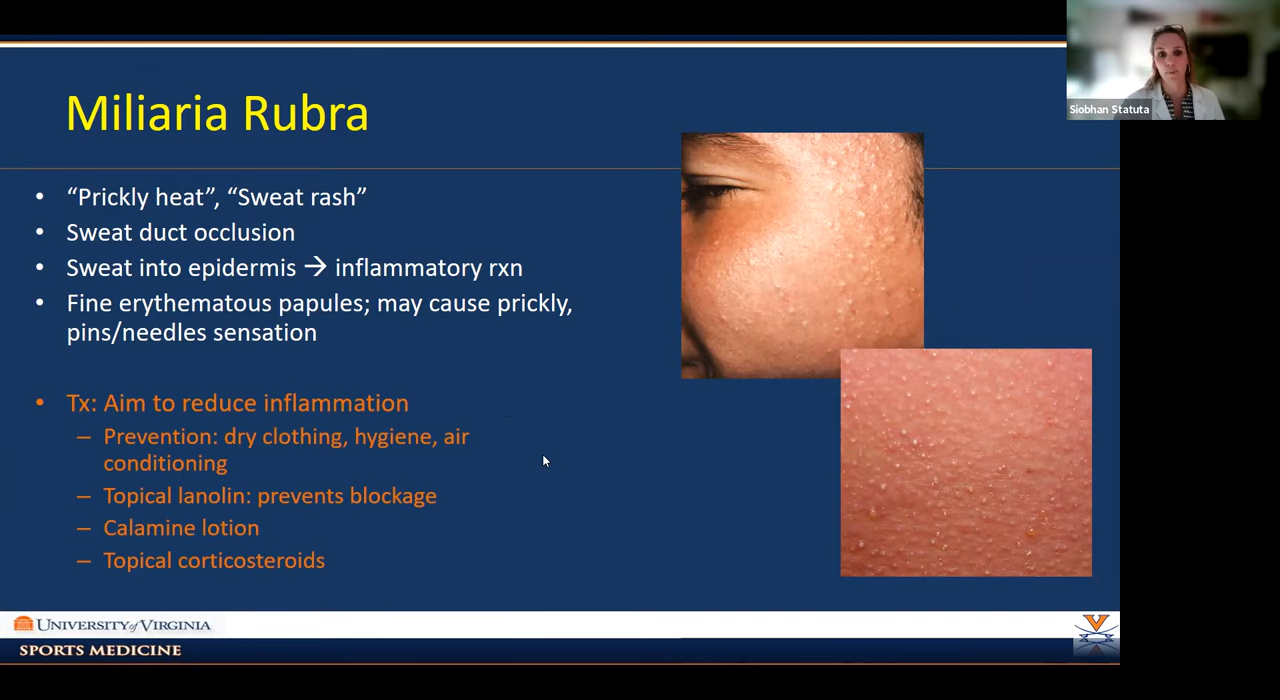 Siobhan Statuta
Miliaria Rubra
• “Prickly heat”, “Sweat rash”
• Sweat duct occlusion
• Sweat into epidermis → inflammatory rxn
• Fine erythematous papules; may cause prickly,
pins/needles sensation
• Tx: Aim to reduce inflammation
– Prevention: dry clothing, hygiene, air
conditioning
– Topical lanolin: prevents blockage
– Calamine lotion
– Topical corticosteroids
UNIVERSITY of VIRGINIA
SPORTS MEDICINE